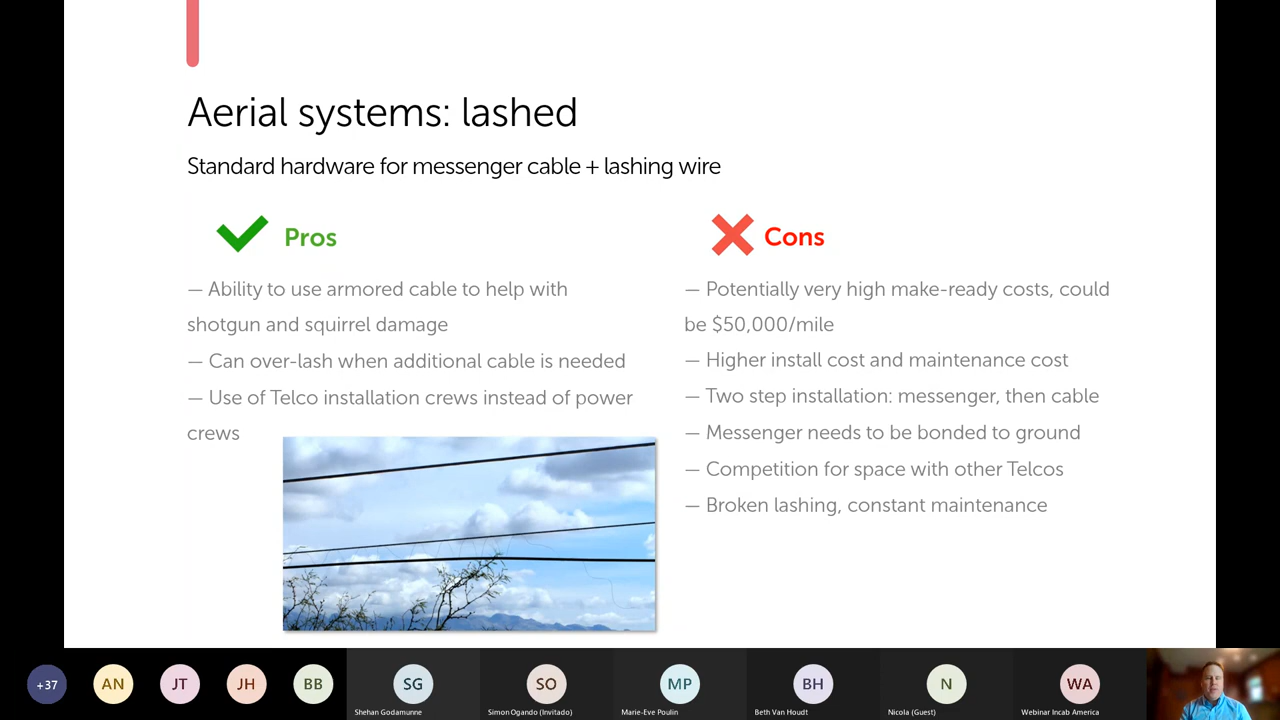 Aerial systems: lashed
Standard hardware for messenger cable + lashing wire
Pros
— Ability to use armored cable to help with
shotgun and squirrel damage
— Can over-lash when additional cable is needed
— Use of Telco installation crews instead of power
crews
Cons
— Potentially very high make-ready costs, could
be $50,000/mile
— Higher install cost and maintenance cost
— Two step installation: messenger, then cable
— Messenger needs to be bonded to ground
— Competition for space with other Telcos
— Broken lashing, constant maintenance
+37
AN
JT
JH
BB
SG
SO
MP
BH
N
WA
Shehan Godamunne
Simon Ogando (Invitado)
Marie-Eve Poulin
Beth Van Houdt
Nicola (Guest)
Webinar Incab America